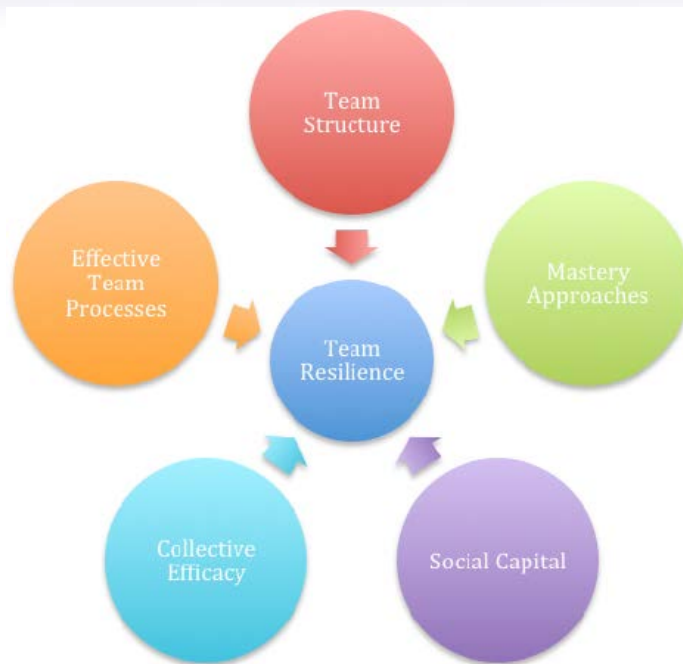 Team
Structure
Effective
Team
Processes
Mastery
Approaches
Team
Resilience
Collective
Efficacy
Social Capital